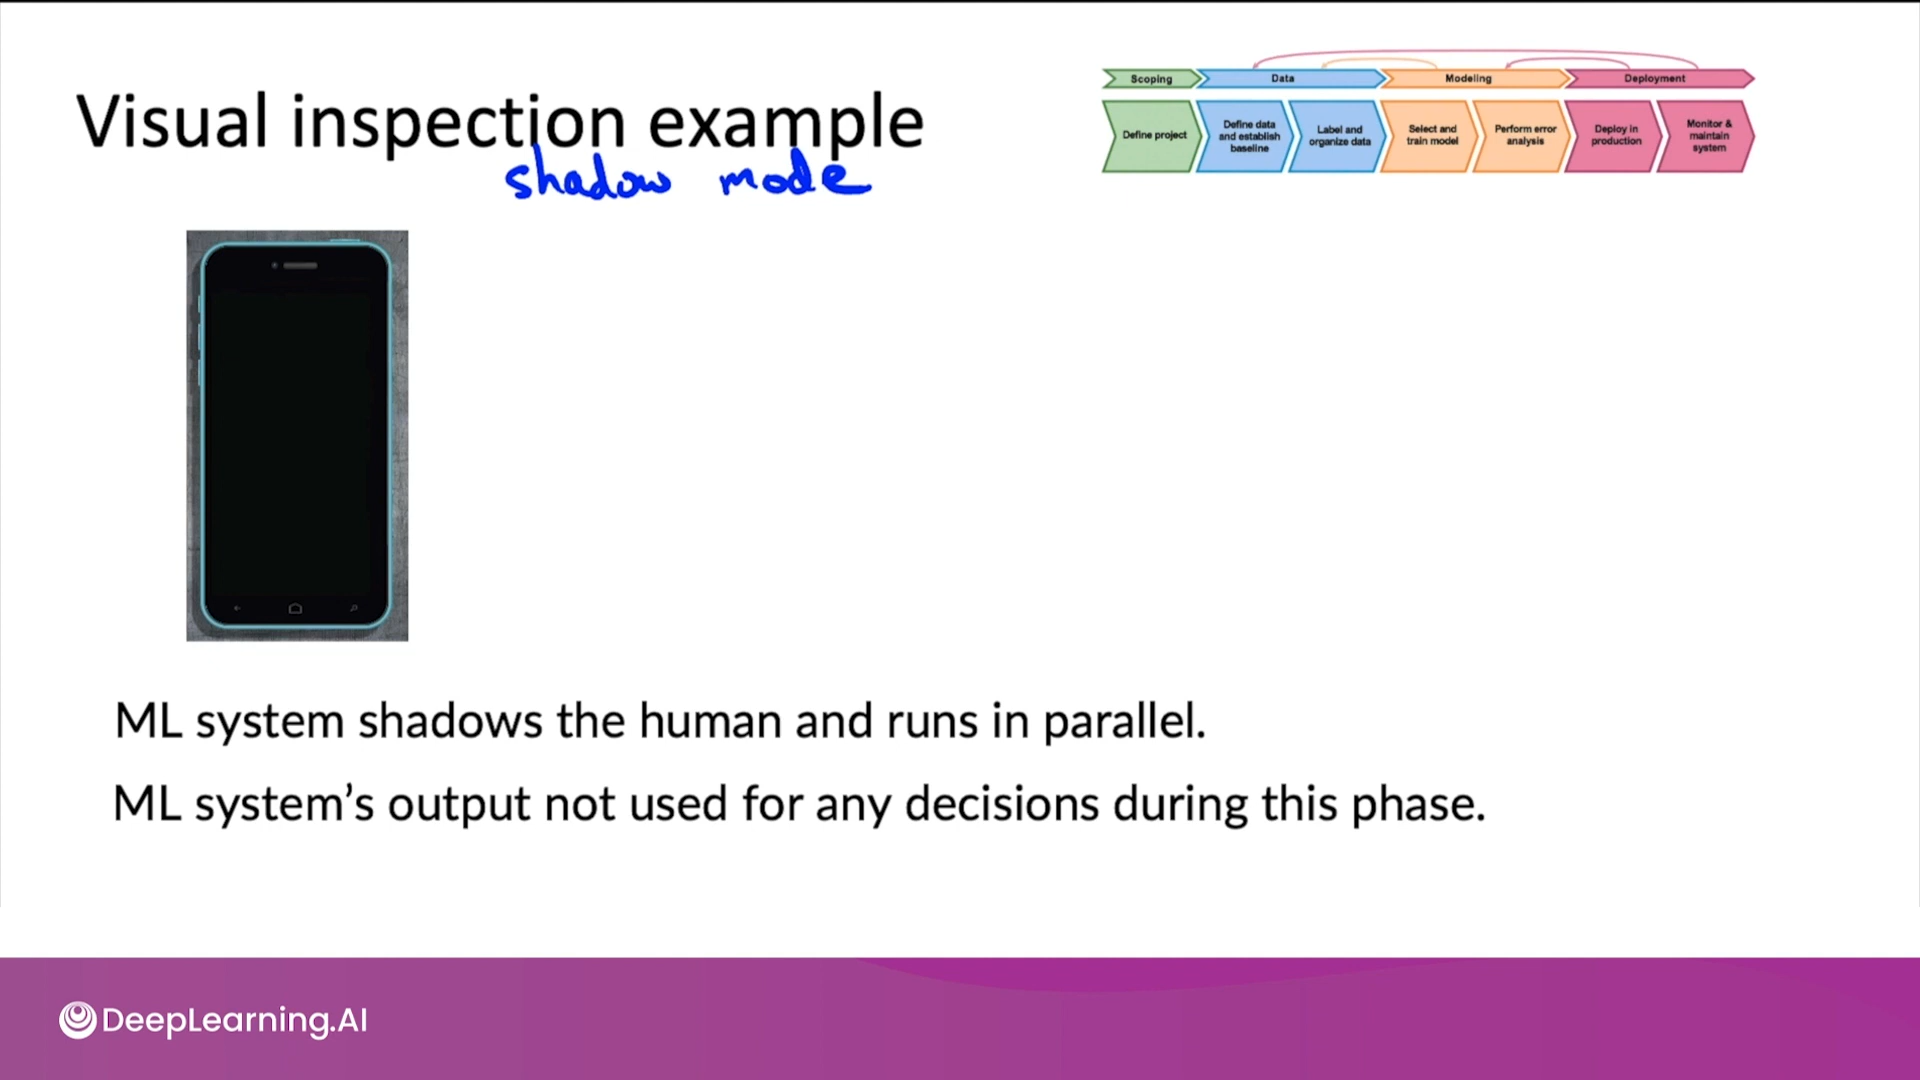 Visual inspection example
shadow mode
Scoping
Data
Modeling
Deployment
Define project
Define data
and establish
baseline
Label and
organize data
Select and
train model
Perform error
analysis
Deploy in
production
Monitor &
maintain
system
ML system shadows the human and runs in parallel.
ML system’s output not used for any decisions during this phase.
DeepLearning.AI